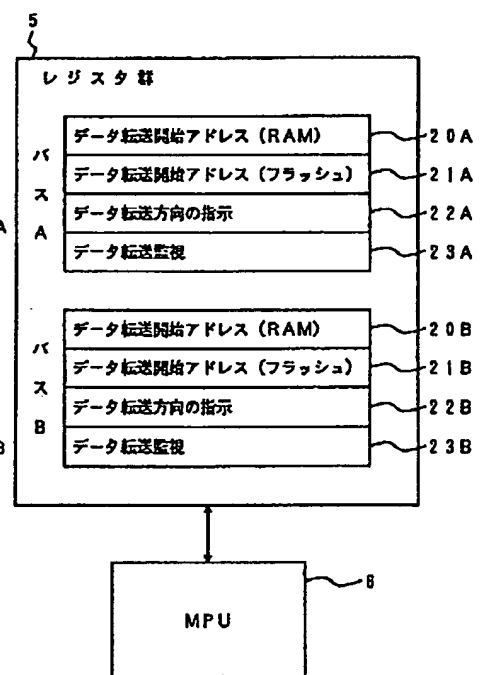 5
レジスタ群
バスA
データ転送開始アドレス（RAM） 20A
データ転送開始アドレス（フラッシュ） 21A
データ転送方向の指示 22A
データ転送監視 23A
A
バスB
データ転送開始アドレス（RAM） 20B
データ転送開始アドレス（フラッシュ） 21B
データ転送方向の指示 22B
データ転送監視 23B
B
MPU 6